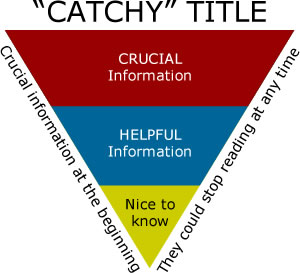 “CATCHY” TITLE
CRUCIAL
Information
HELPFUL
Information
Nice to
know
Crucial information at the beginning
They could stop reading at any time